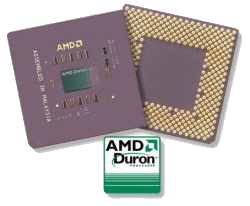 AMD
AMD Duron
ASSEMBLED IN MALAYSIA
AMD
Duron
PROCESSOR